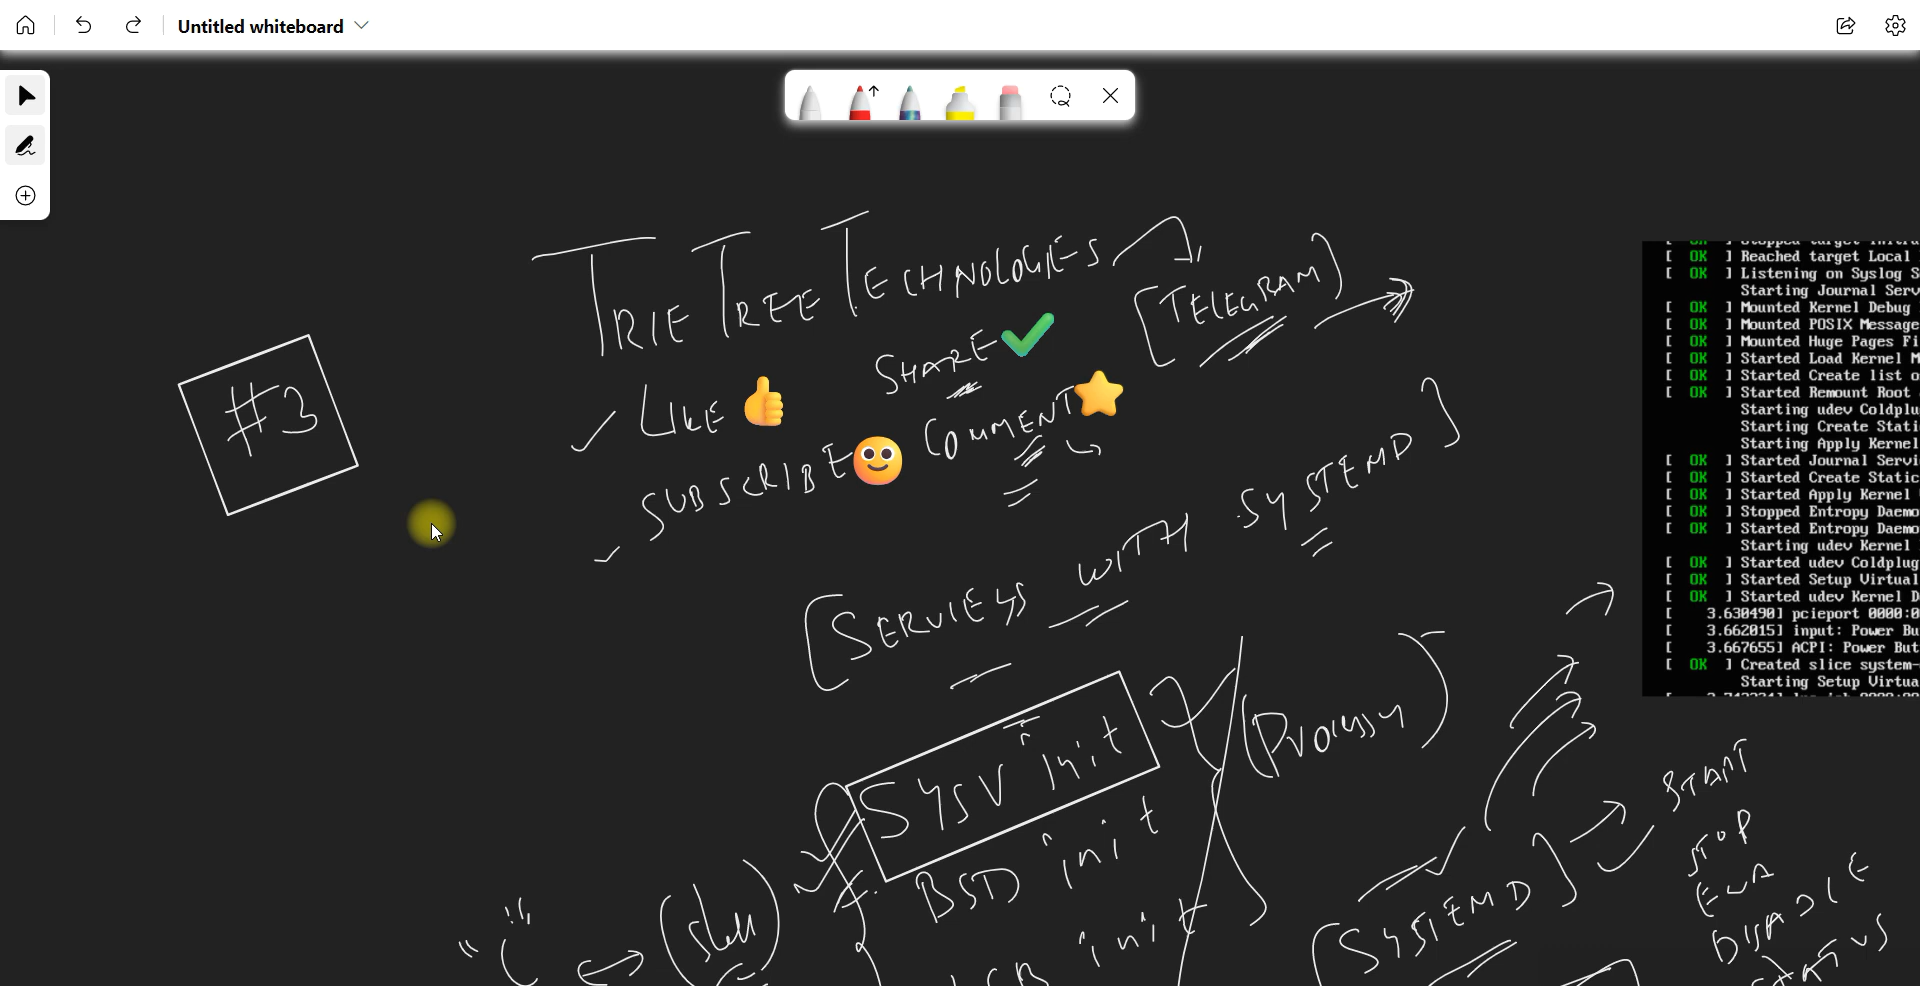 Untitled whiteboard
TRIE TREE TECHNOLOGIES
[TELEGRAM]
#3
LIKE
SHARE
SUBSCRIBE
COMMENT
WITH SYSTEMD]
SysV init
BSD init
init
(shell
[SYSTEMD]
START
STOP
ENA
DISABLE
STATUS
[ OK ] Reached target Local
[ OK ] Listening on Syslog S
Starting Journal Serv
[ OK ] Mounted Kernel Debug
[ OK ] Mounted POSIX Message
[ OK ] Mounted Huge Pages Fi
[ OK ] Started Load Kernel M
[ OK ] Started Create list o
[ OK ] Started Remount Root
Starting udev Coldplu
Starting Create Stati
Starting Apply Kernel
[ OK ] Started Journal Servi
[ OK ] Started Create Static
[ OK ] Started Apply Kernel
[ OK ] Stopped Entropy Daemo
[ OK ] Started Entropy Daemo
Starting udev Kernel
[ OK ] Started udev Coldplug
[ OK ] Started Setup Virtual
[ OK ] Started udev Kernel D
[ 3.630490] pcieport 0000:0
[ 3.662015] input: Power Bu
[ 3.667655] ACPI: Power But
[ OK ] Created slice system-
Starting Setup Virtua